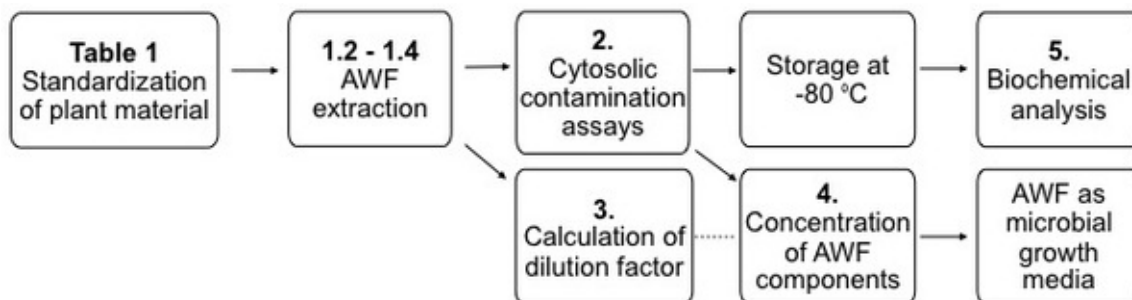 Table 1
Standardization
of plant material
1.2 - 1.4
AWF
extraction
2.
Cytosolic
contamination
assays
Storage at
-80 ºC
5.
Biochemical
analysis
3.
Calculation of
dilution factor
4.
Concentration
of AWF
components
AWF as
microbial
growth
media